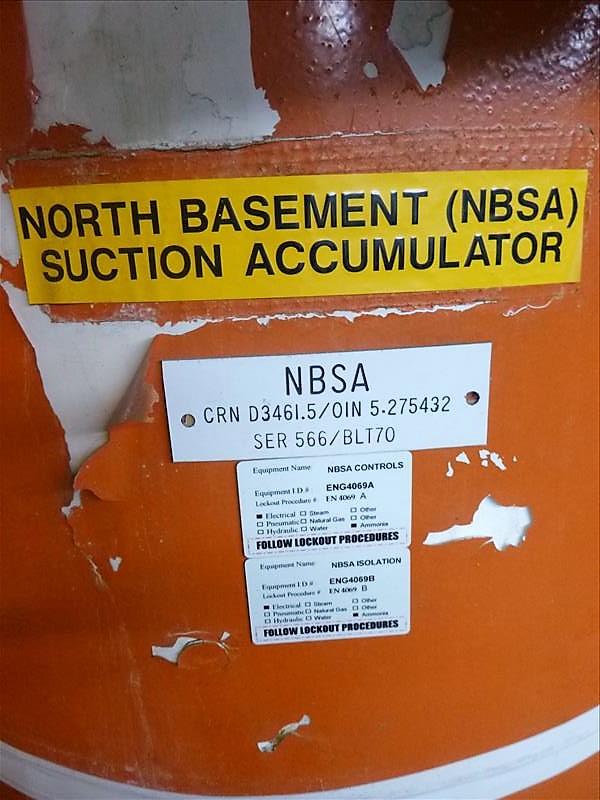 NORTH BASEMENT (NBSA)
SUCTION ACCUMULATOR
NBSA
CRN D3461.5/OIN 5.275432
SER 566/BLT70
Equipment Name: NBSA CONTROLS
Equipment I.D # ENG4069A
Lockout Procedure # EN 4069 A
Electrical Steam Other
Pneumatic Natural Gas Other
Hydraulic Water Ammonia
FOLLOW LOCKOUT PROCEDURES
Equipment Name: NBSA ISOLATION
Equipment I.D # ENG4069B
Lockout Procedure # EN 4069 B
Electrical Steam Other
Pneumatic Natural Gas Other
Hydraulic Water Ammonia
FOLLOW LOCKOUT PROCEDURES